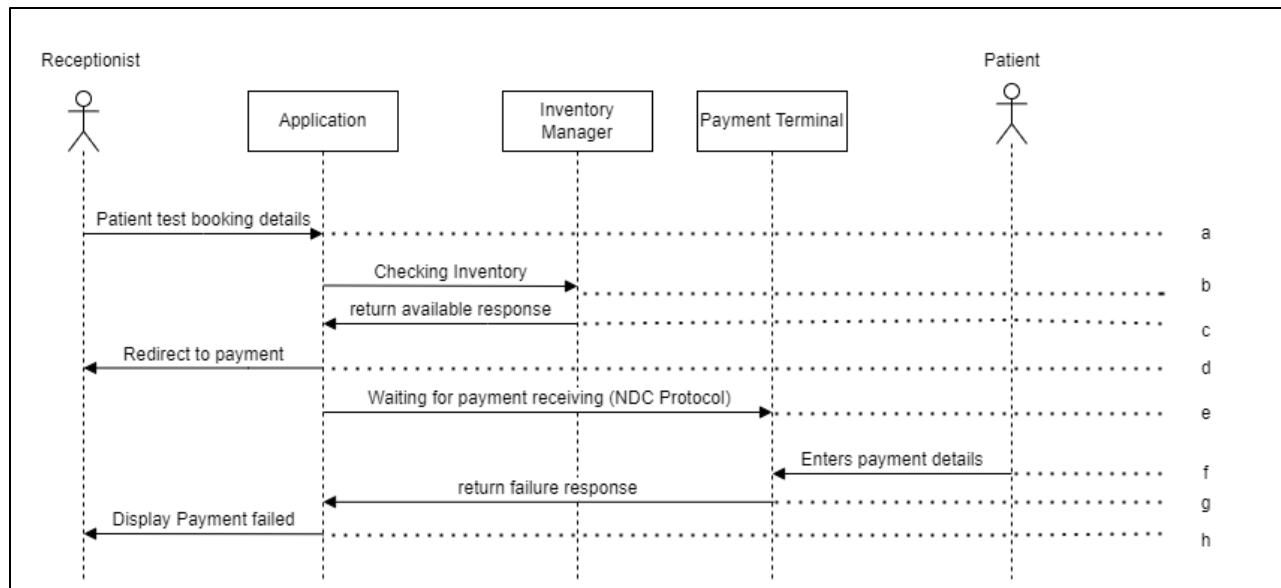 Receptionist
Patient
Application
Inventory
Manager
Payment Terminal
Patient test booking details
a
Checking Inventory
b
return available response
c
Redirect to payment
d
Waiting for payment receiving (NDC Protocol)
e
Enters payment details
f
return failure response
g
Display Payment failed
h